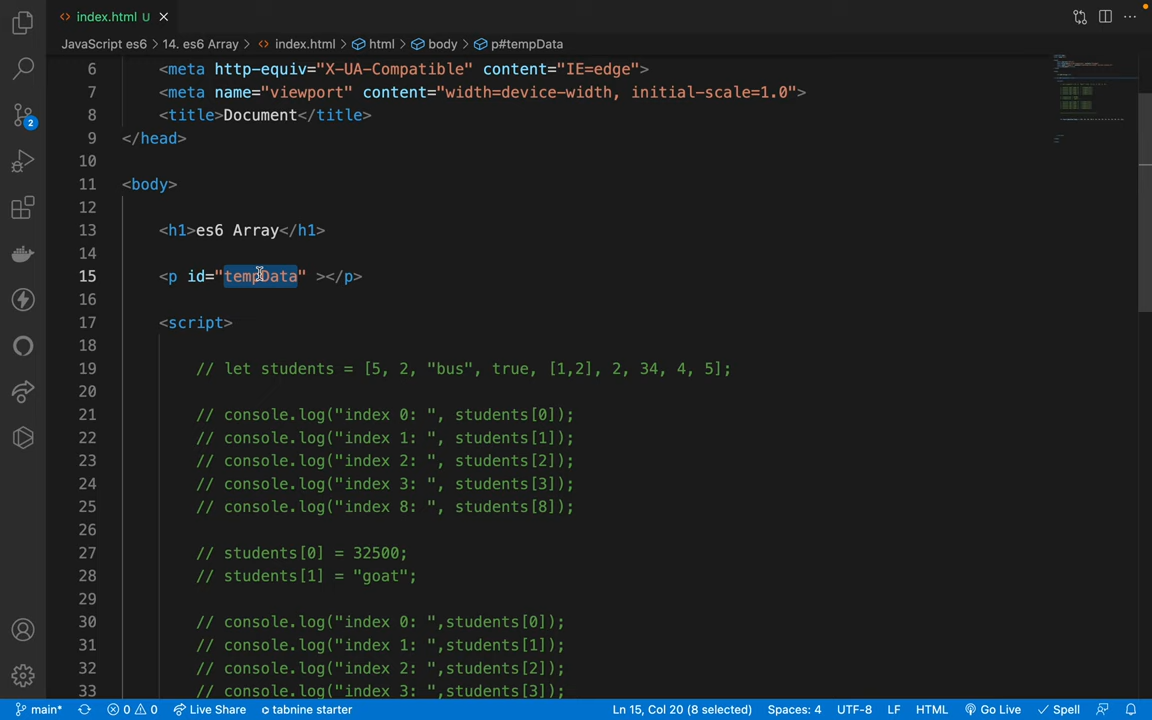 index.html U
JavaScript es6 > 14. es6 Array > index.html > html > body > p#tempData
6 <meta http-equiv="X-UA-Compatible" content="IE=edge">
7 <meta name="viewport" content="width=device-width, initial-scale=1.0">
8 <title>Document</title>
9 </head>
10
11 <body>
12
13 <h1>es6 Array</h1>
14
15 <p id="tempData" ></p>
16
17 <script>
18
19 // let students = [5, 2, "bus", true, [1,2], 2, 34, 4, 5];
20
21 // console.log("index 0: ", students[0]);
22 // console.log("index 1: ", students[1]);
23 // console.log("index 2: ", students[2]);
24 // console.log("index 3: ", students[3]);
25 // console.log("index 8: ", students[8]);
26
27 // students[0] = 32500;
28 // students[1] = "goat";
29
30 // console.log("index 0: ",students[0]);
31 // console.log("index 1: ",students[1]);
32 // console.log("index 2: ",students[2]);
33 // console.log("index 3: ",students[3]);
2
main* 0 0 Live Share tabnine starter Ln 15, Col 20 (8 selected) Spaces: 4 UTF-8 LF HTML Go Live Spell